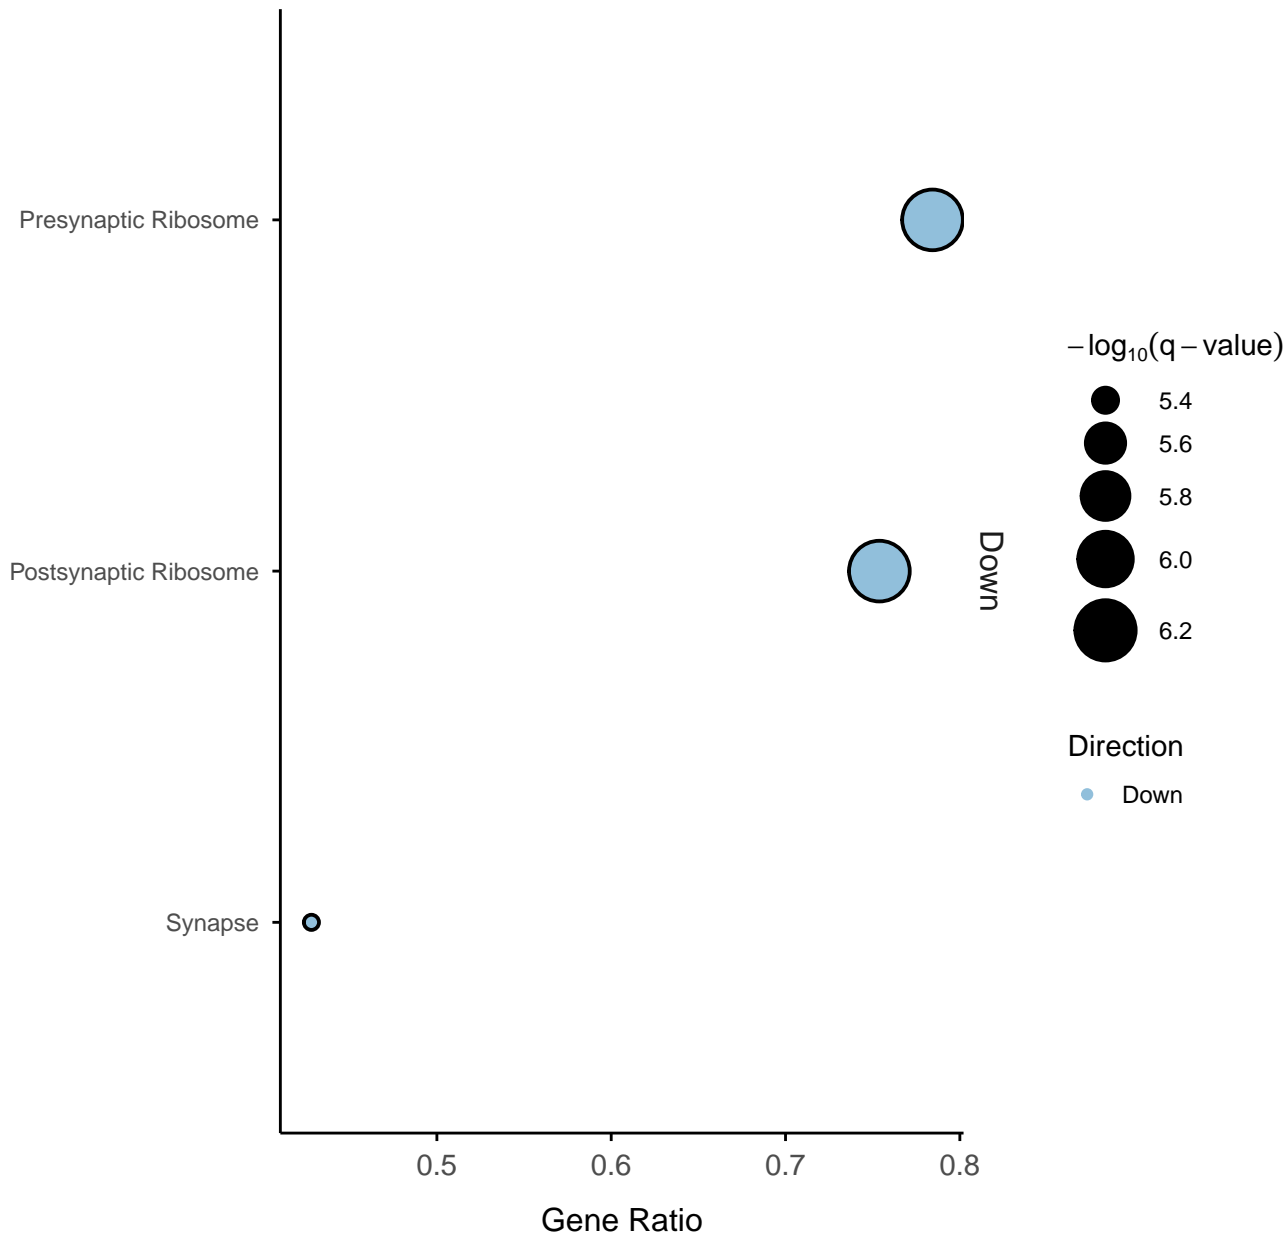 Presynaptic Ribosome
Postsynaptic Ribosome
Synapse
0.5 0.6 0.7 0.8
Gene Ratio
Down
−log₁₀(q−value)
5.4
5.6
5.8
6.0
6.2
Direction
Down